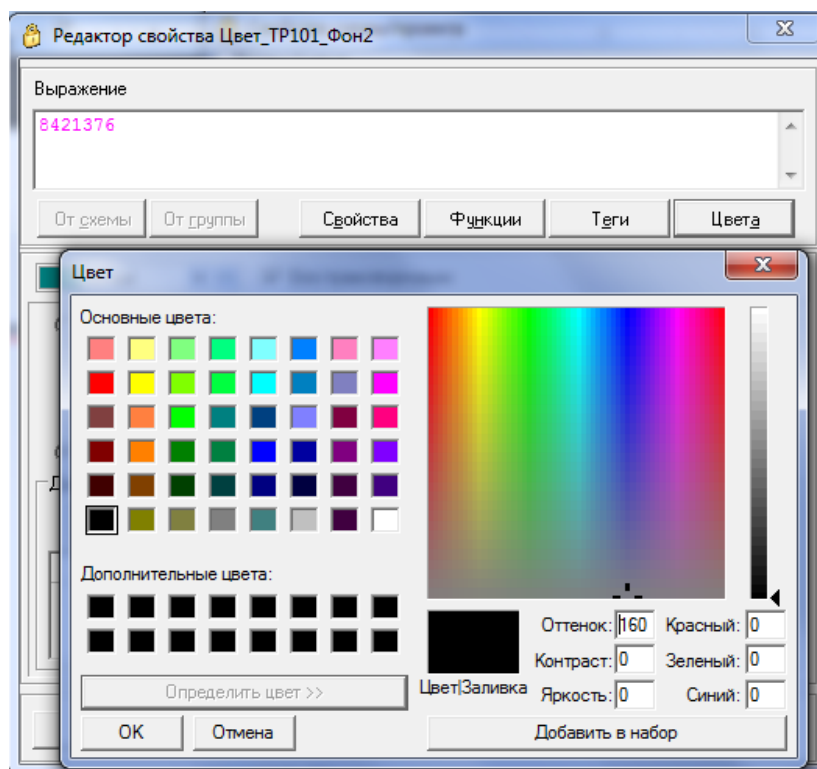 Редактор свойства Цвет_ТР101_Фон2
Выражение
8421376
От схемы От группы Свойства Функции Теги Цвета
Цвет
Основные цвета:
Дополнительные цвета:
Определить цвет >>
OK Отмена
Цвет|Заливка
Оттенок: 160 Красный: 0
Контраст: 0 Зеленый: 0
Яркость: 0 Синий: 0
Добавить в набор